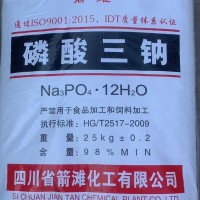 通过ISO9001:2015、IDT质量体系认证
磷酸三钠
Na₃PO₄·12H₂O
严禁用于食品加工和饲料加工
执行标准: HG/T2517-2009
重量: 25kg±0.2
含量: 98%MIN
四川省箭滩化工有限公司
SI CHUAN JIAN TAN CHEMICAL PLANT CO., LTD